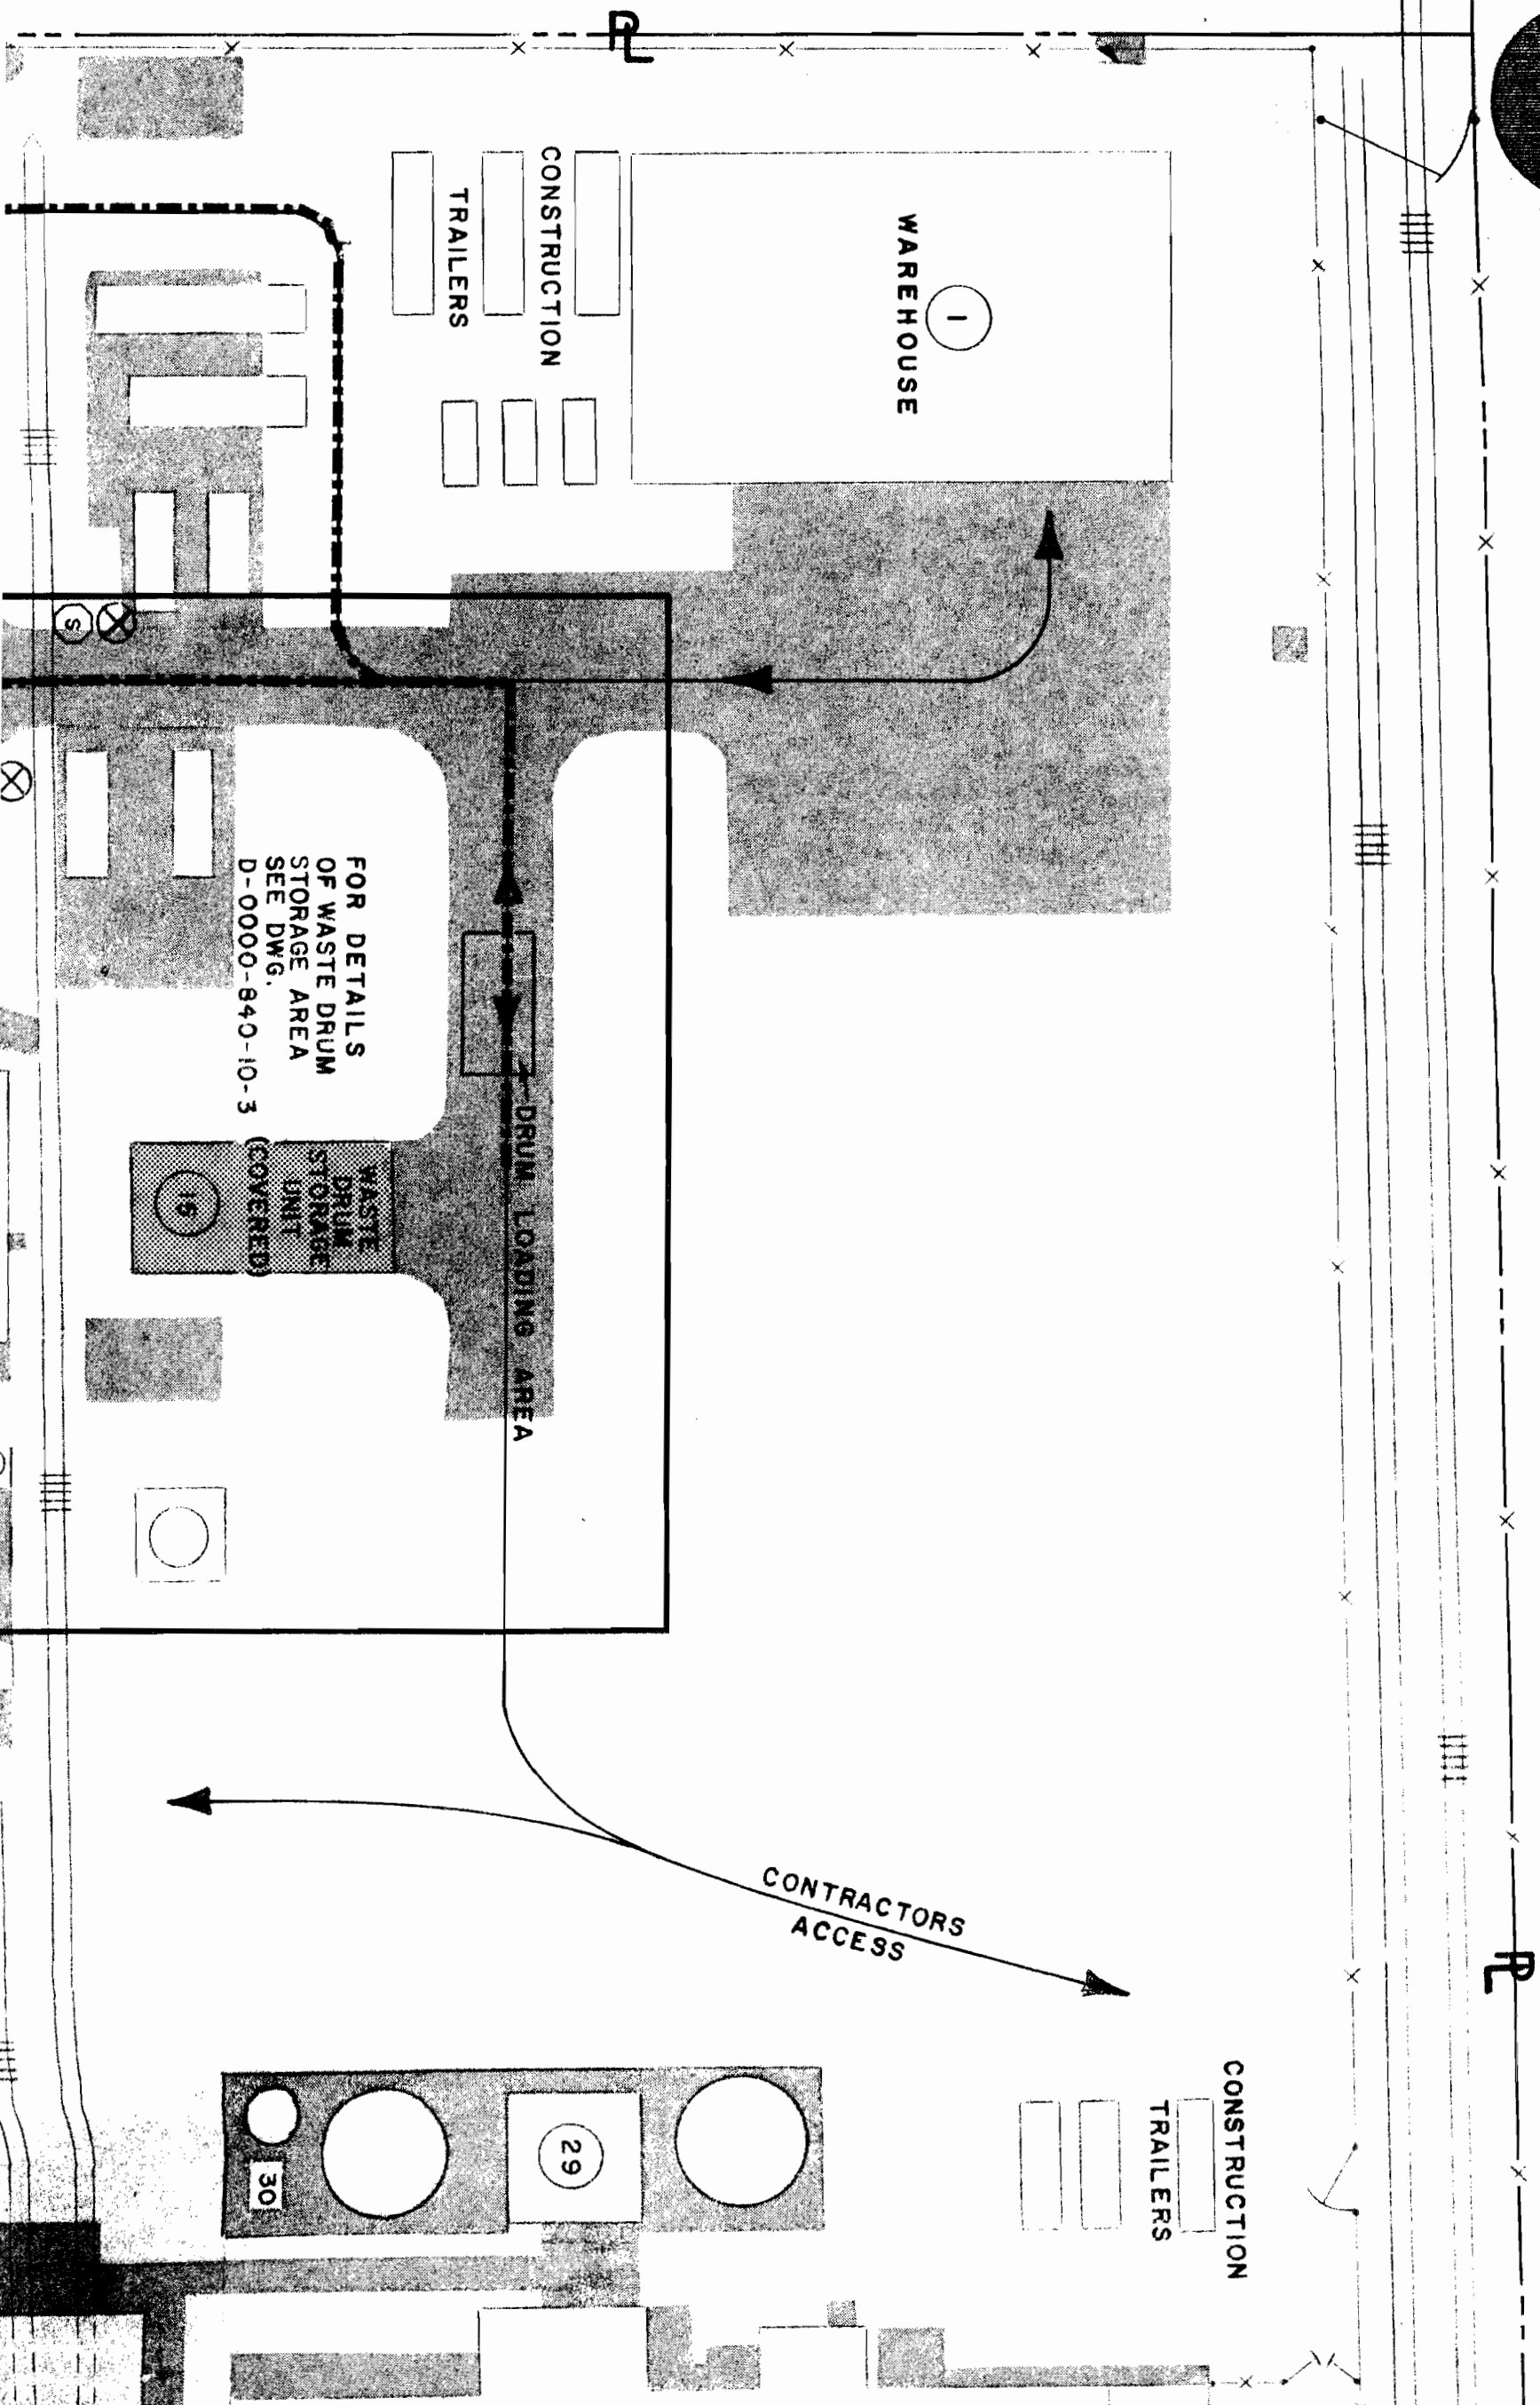 PL
CONSTRUCTION
TRAILERS
WAREHOUSE
1
S
FOR DETAILS
OF WASTE DRUM
STORAGE AREA
SEE DWG.
D-0000-840-10-3
DRUM LOADING AREA
WASTE
DRUM
STORAGE
UNIT
(COVERED)
15
CONTRACTORS
ACCESS
PL
CONSTRUCTION
TRAILERS
29
30